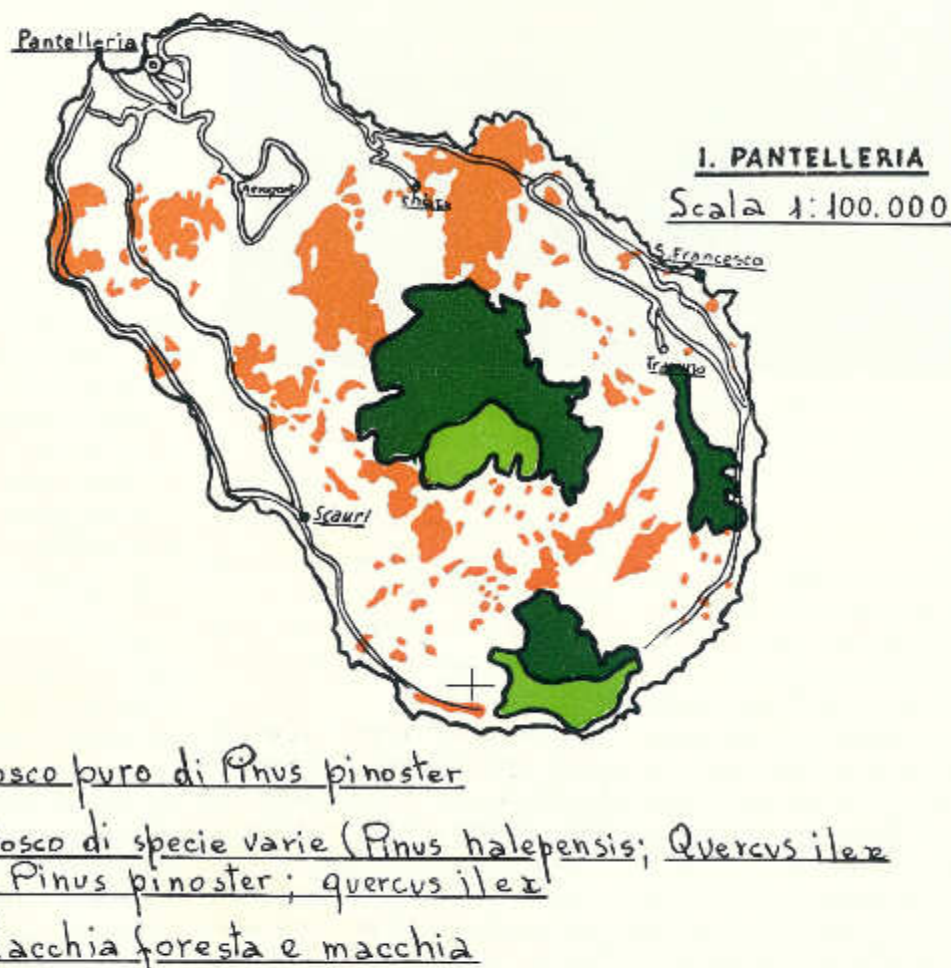 Pantelleria
I. PANTELLERIA
Scala 1:100.000
Aeroport
S. Francesco
Scauri
osco puro di Pinus pinoster
osco di specie varie (Pinus halepensis; Quercus ilex
Pinus pinoster; quercus ilex
acchia foresta e macchia